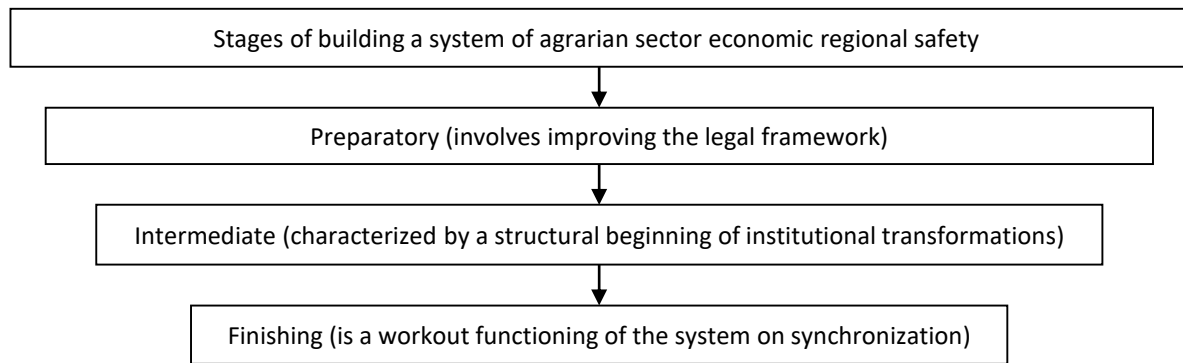 Stages of building a system of agrarian sector economic regional safety
Preparatory (involves improving the legal framework)
Intermediate (characterized by a structural beginning of institutional transformations)
Finishing (is a workout functioning of the system on synchronization)